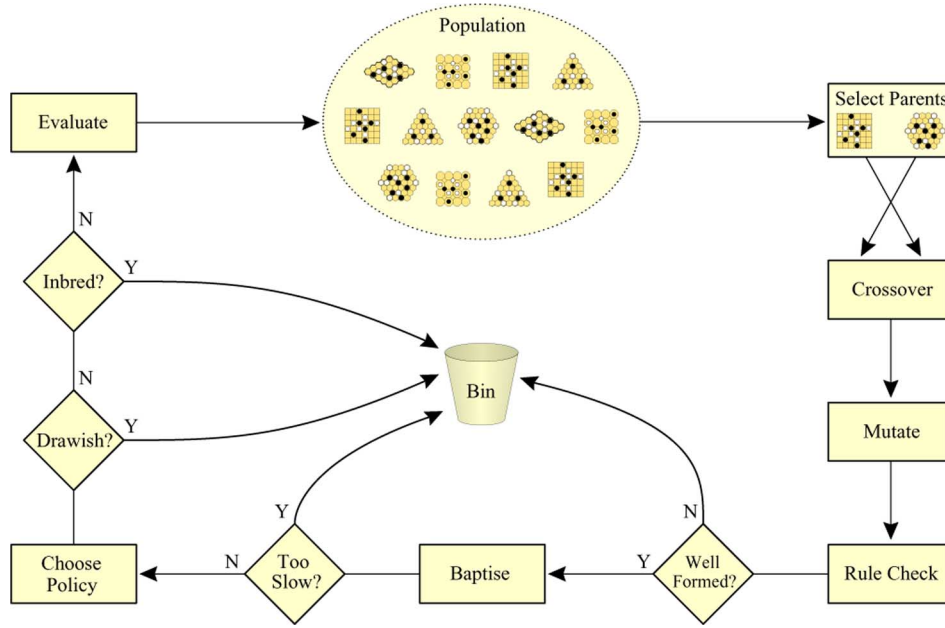 Population
Evaluate
Select Parents
N
Inbred?
Y
Crossover
N
Bin
Drawish?
Y
Mutate
Y
N
Choose
Policy
N
Too
Slow?
Baptise
Y
Well
Formed?
Rule Check